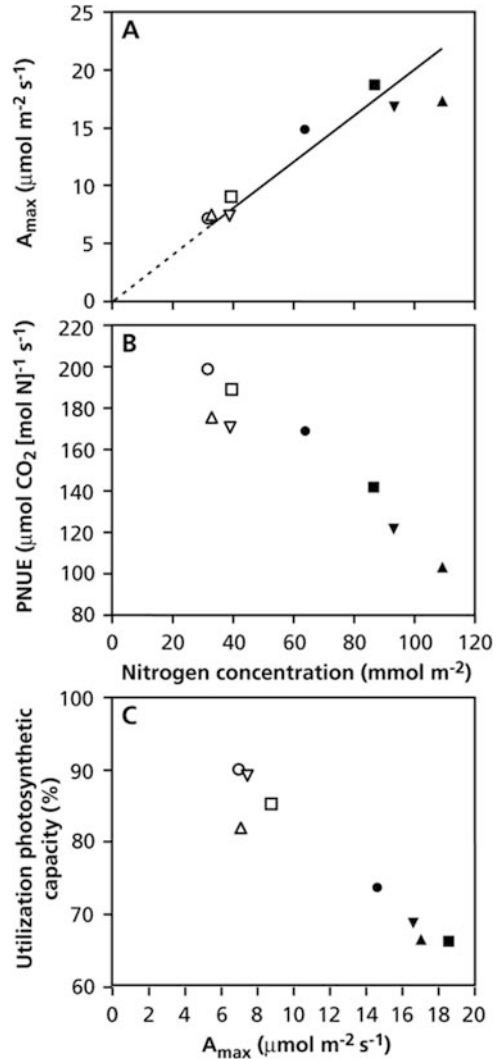 A
A_max (μmol m⁻² s⁻¹)
25
20
15
10
5
0
B
PNUE (μmol CO₂ [mol N]⁻¹ s⁻¹)
220
200
180
160
140
120
100
80
0 20 40 60 80 100 120
Nitrogen concentration (mmol m⁻²)
C
Utilization photosynthetic
capacity (%)
100
90
80
70
60
0 2 4 6 8 10 12 14 16 18 20
A_max (μmol m⁻² s⁻¹)